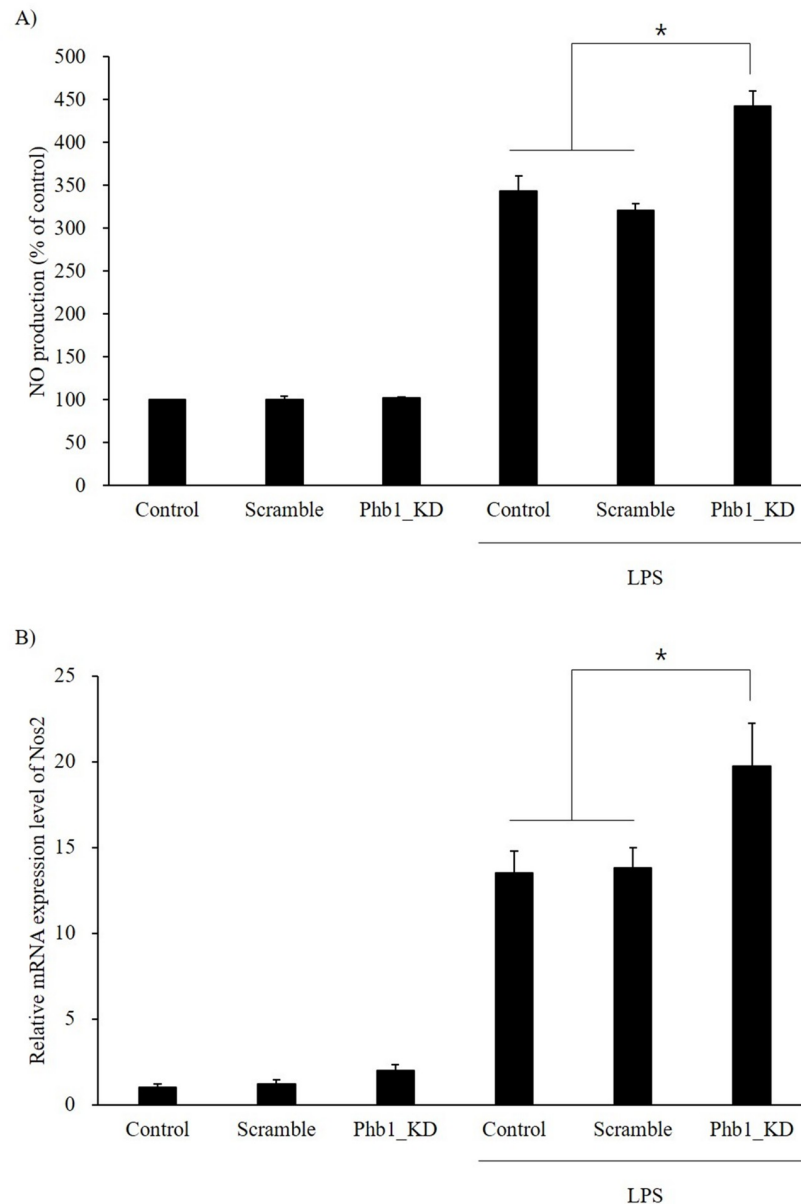 A)
*
500
450
400
350
300
250
200
150
100
50
0
NO production (% of control)
Control Scramble Phb1_KD Control Scramble Phb1_KD
LPS
B)
*
25
20
15
10
5
0
Relative mRNA expression level of Nos2
Control Scramble Phb1_KD Control Scramble Phb1_KD
LPS